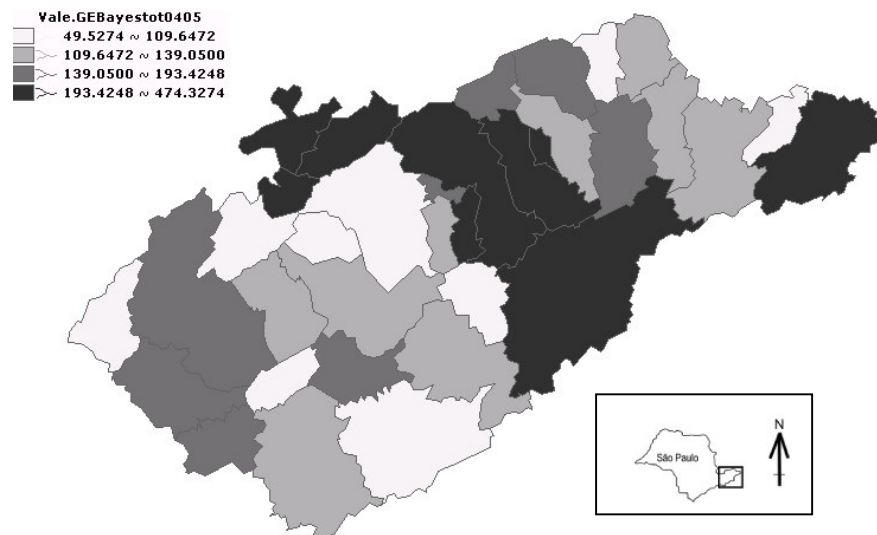 Vale.GEBayestot0405
49.5274 ~ 109.6472
109.6472 ~ 139.0500
139.0500 ~ 193.4248
193.4248 ~ 474.3274
N
São Paulo